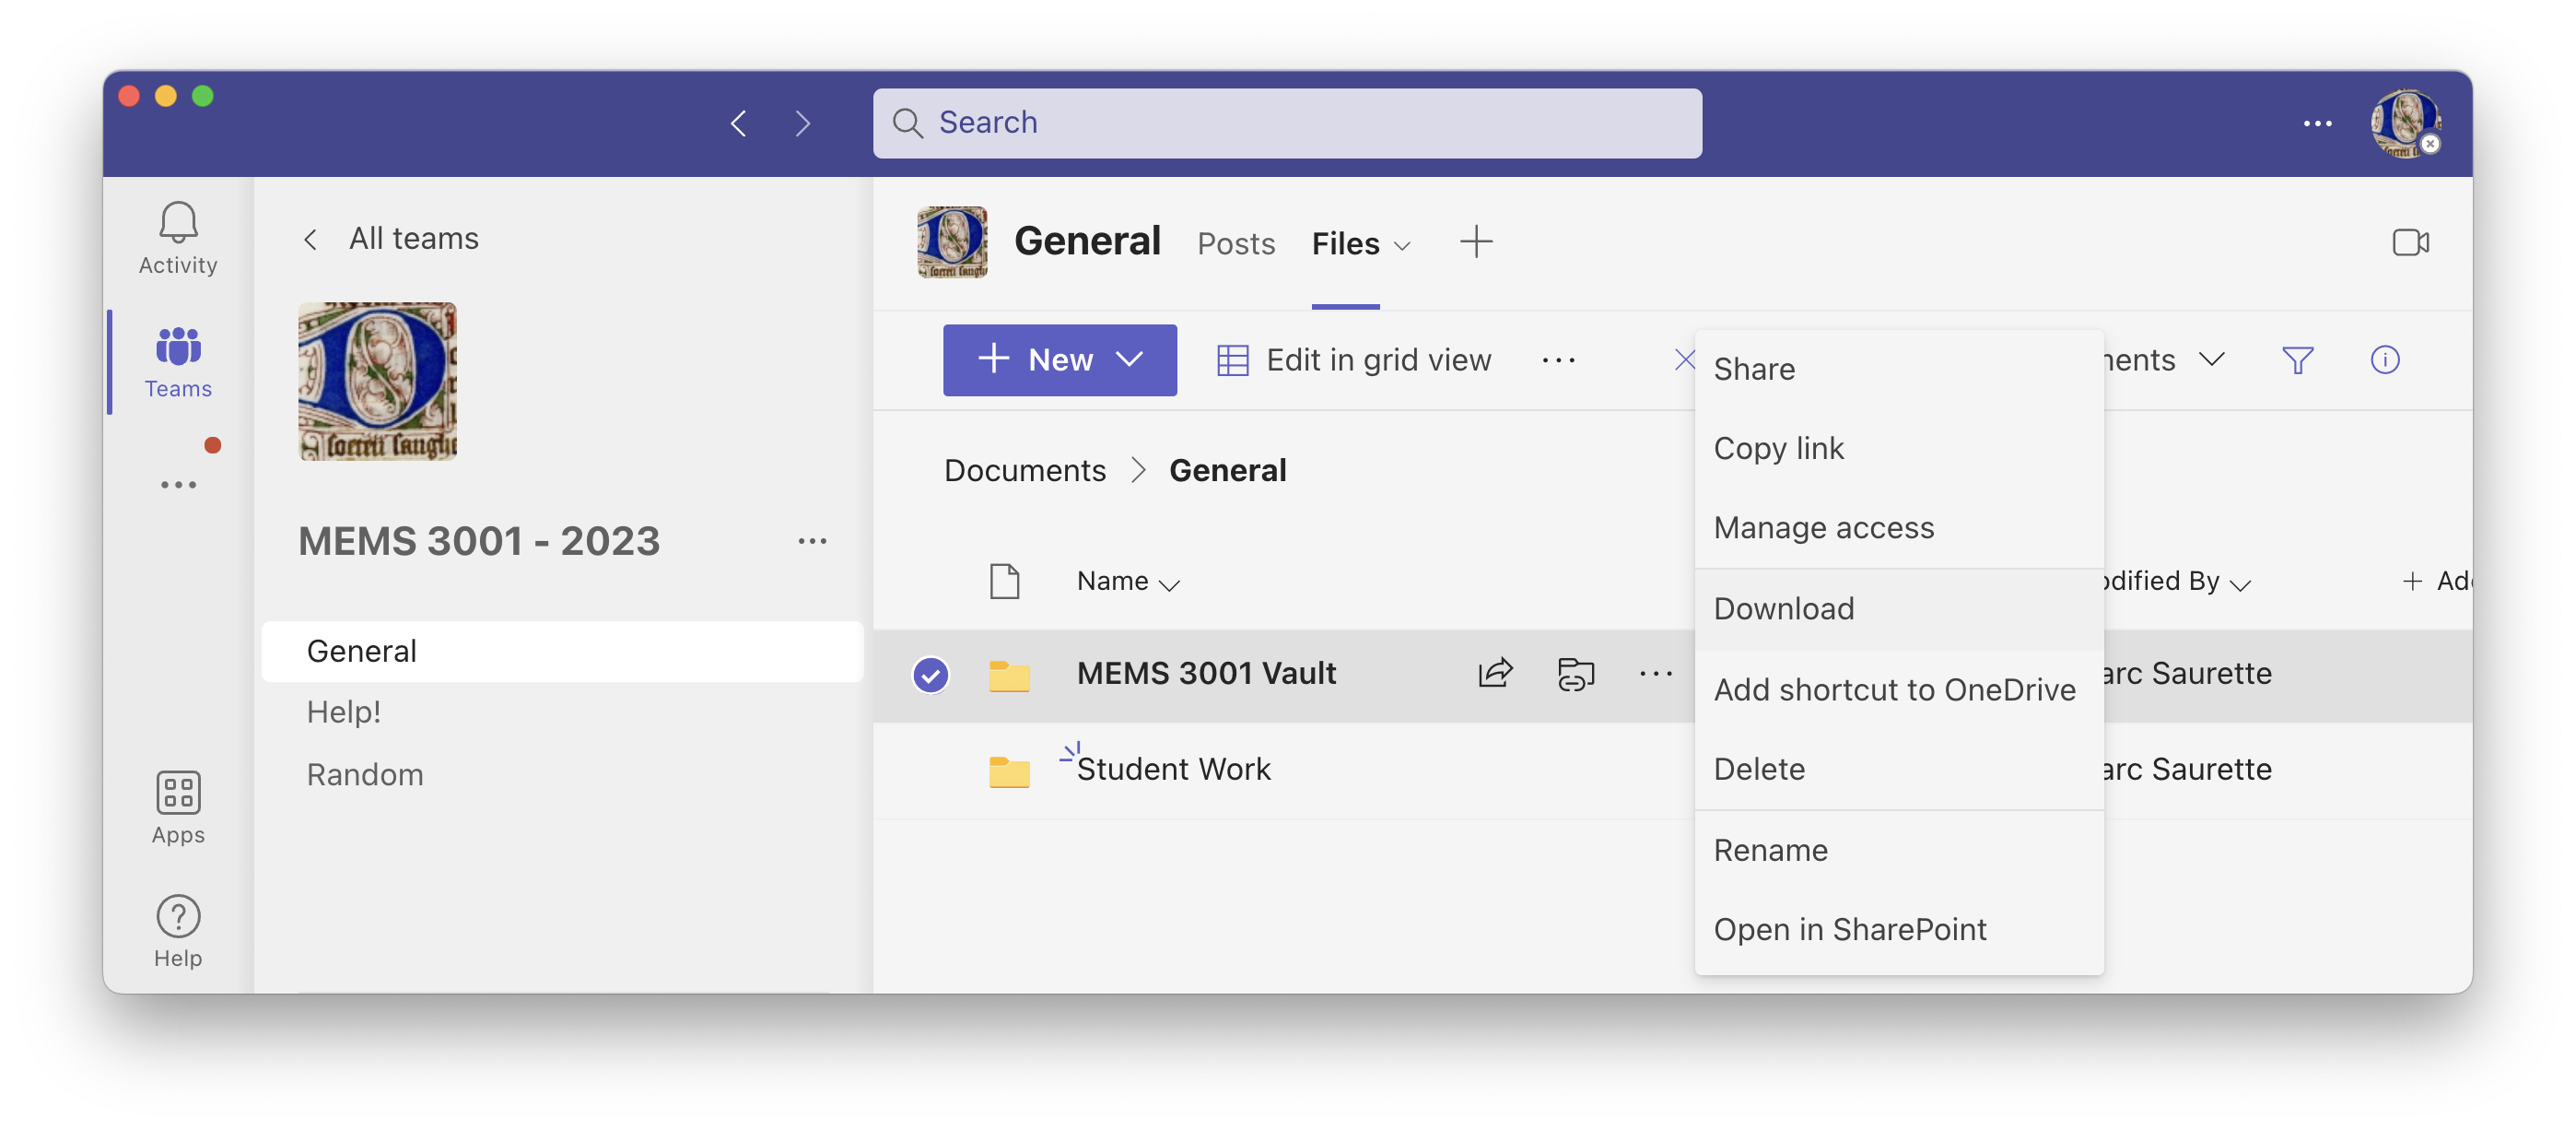 Search
Activity
Teams
Apps
Help
All teams
MEMS 3001 - 2023
General
Help!
Random
General Posts Files
New Edit in grid view
Documents > General
Name
odified By
+ Add
MEMS 3001 Vault
arc Saurette
Student Work
arc Saurette
Share
Copy link
Manage access
Download
Add shortcut to OneDrive
Delete
Rename
Open in SharePoint